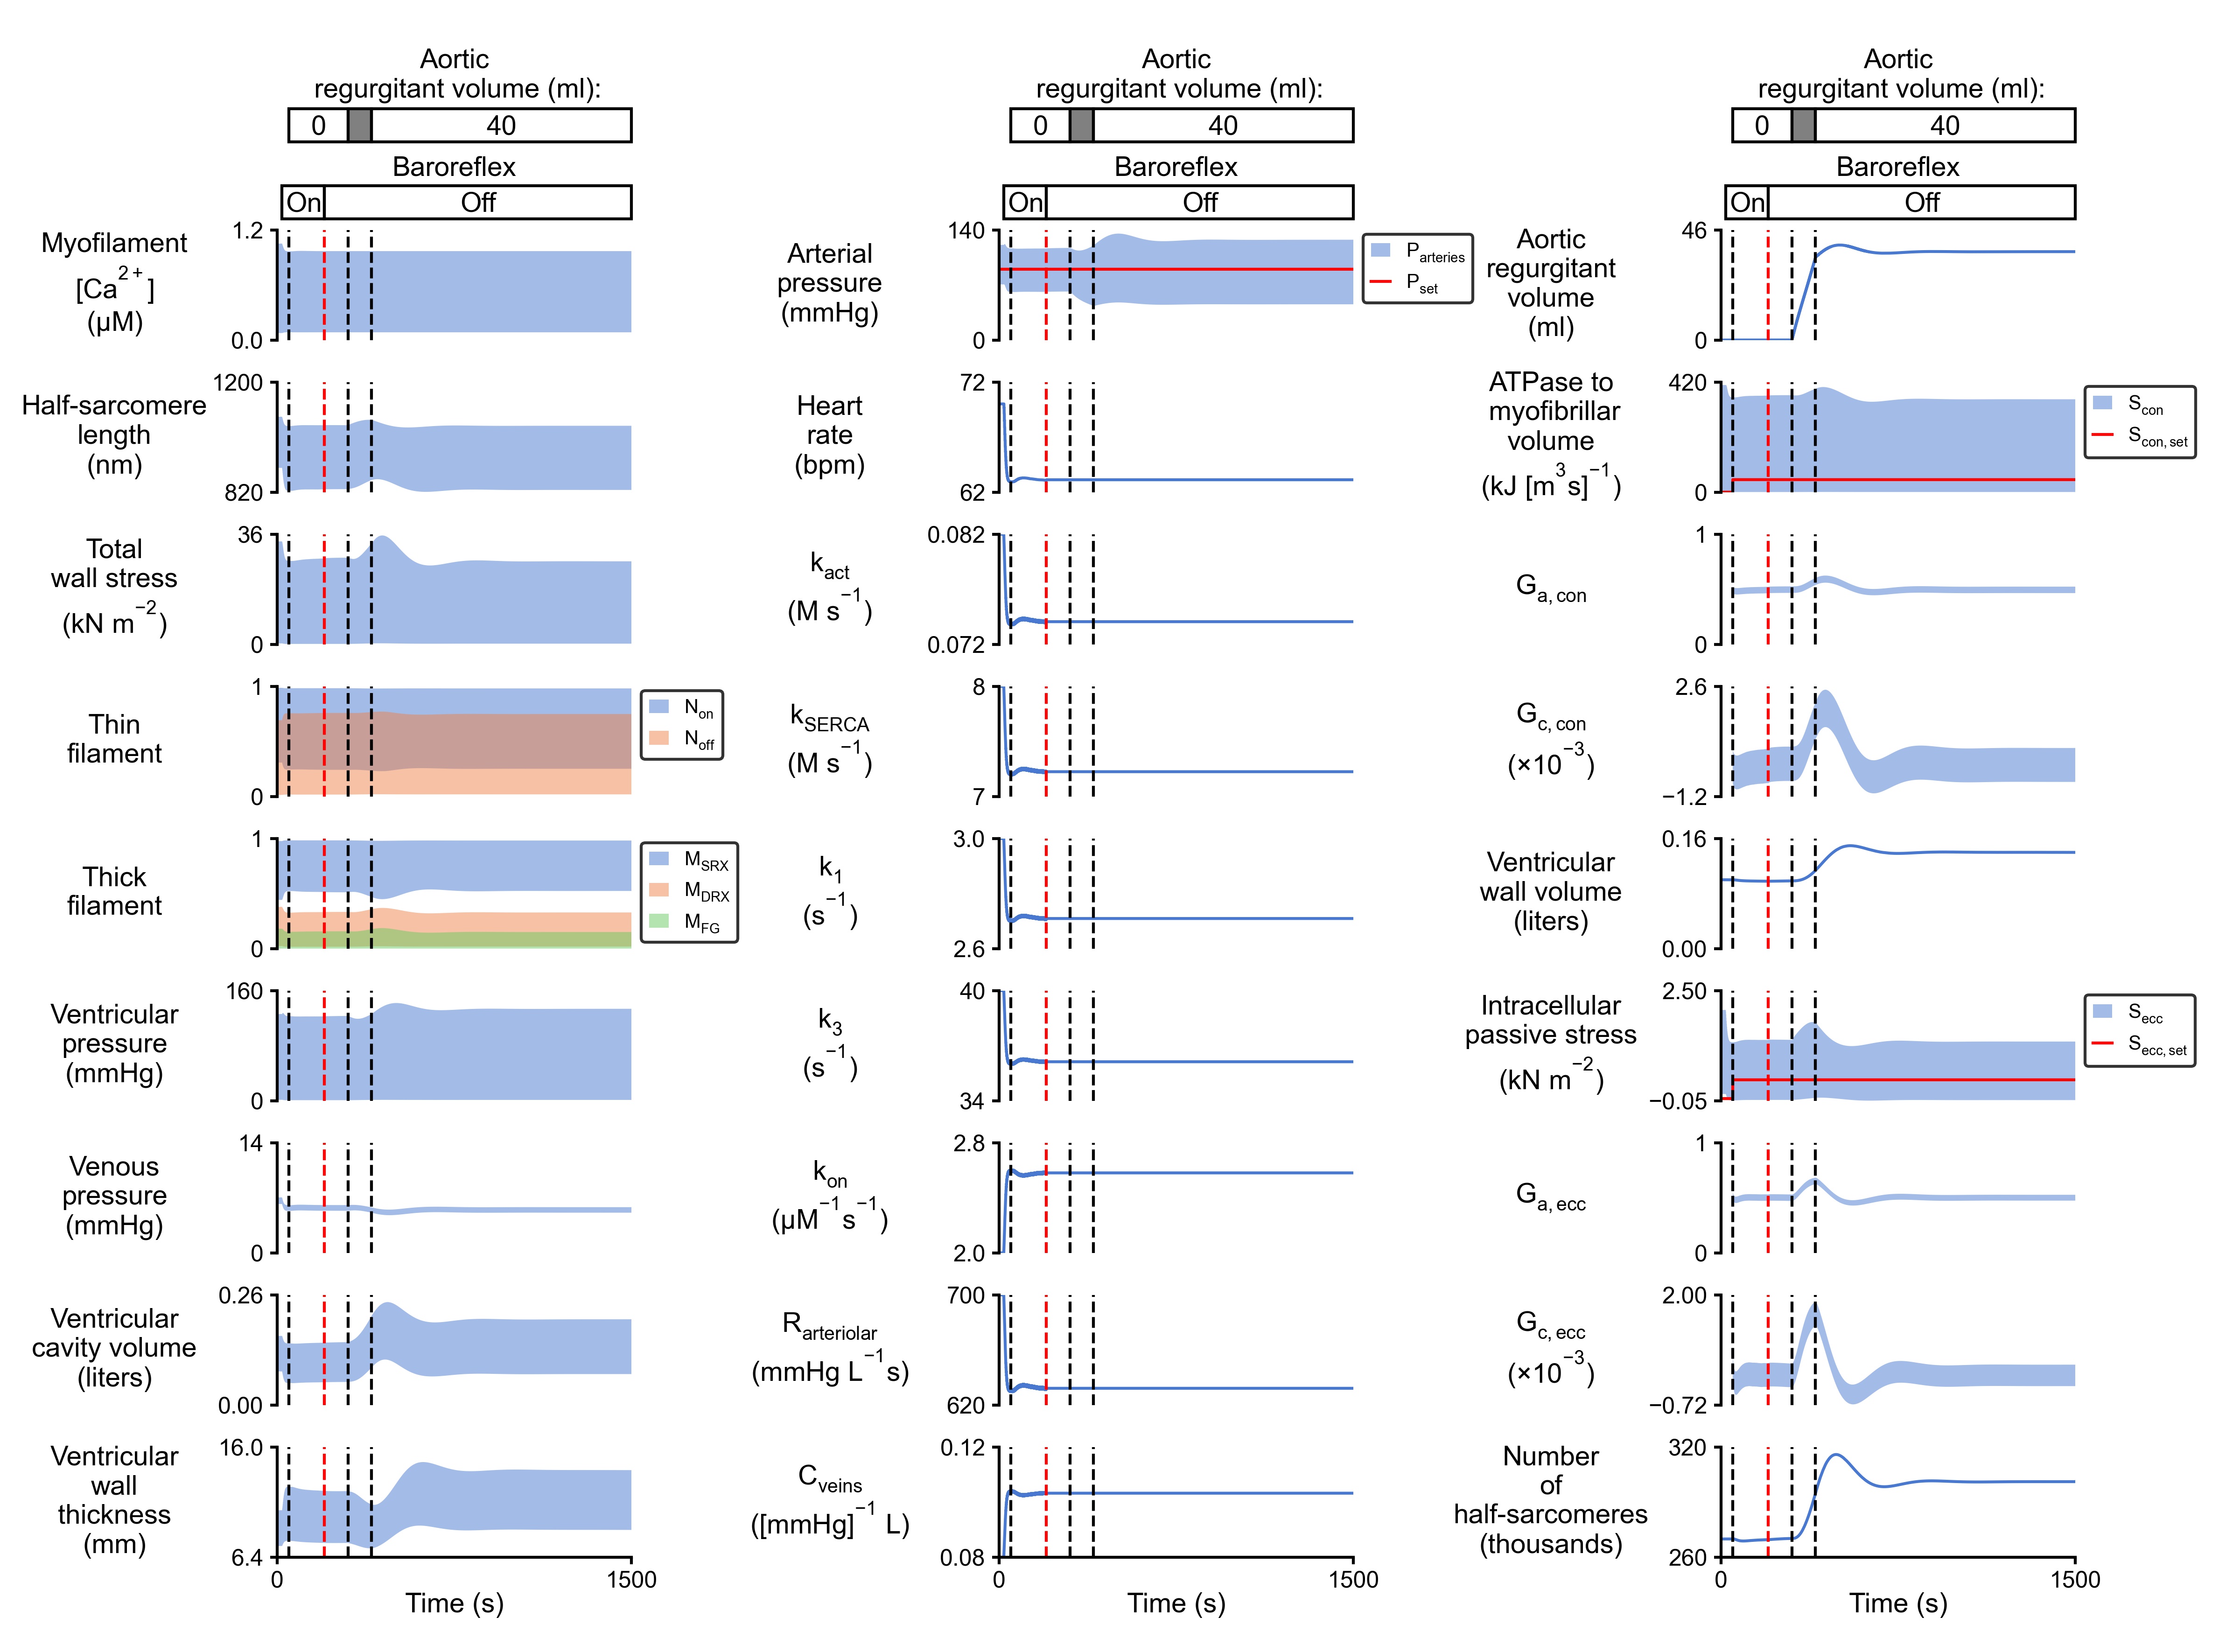 Aortic
regurgitant volume (ml):
0
40
Baroreflex
On
Off
Myofilament
[Ca2+]
(μM)
1.2
0.0
Half-sarcomere
length
(nm)
1200
820
Total
wall stress
(kN m−2)
36
0
Thin
filament
1
0
Non
Noff
Thick
filament
1
0
MSRX
MDRX
MFG
Ventricular
pressure
(mmHg)
160
0
Venous
pressure
(mmHg)
14
0
Ventricular
cavity volume
(liters)
0.26
0.00
Ventricular
wall
thickness
(mm)
16.0
6.4
0
1500
Time (s)
Aortic
regurgitant volume (ml):
0
40
Baroreflex
On
Off
Arterial
pressure
(mmHg)
140
0
Parteries
Pset
Heart
rate
(bpm)
72
62
kact
(M s−1)
0.082
0.072
kSERCA
(M s−1)
8
7
k1
(s−1)
3.0
2.6
k3
(s−1)
40
34
kon
(μM−1s−1)
2.8
2.0
Rarteriolar
(mmHg L−1s)
700
620
Cveins
([mmHg]−1 L)
0.12
0.08
0
1500
Time (s)
Aortic
regurgitant volume (ml):
0
40
Baroreflex
On
Off
Aortic
regurgitant
volume
(ml)
46
0
ATPase to
myofibrillar
volume
(kJ [m3s]−1)
420
0
Scon
Scon, set
Ga, con
1
0
Gc, con
(×10−3)
2.6
−1.2
Ventricular
wall volume
(liters)
0.16
0.00
Intracellular
passive stress
(kN m−2)
2.50
−0.05
Secc
Secc, set
Ga, ecc
1
0
Gc, ecc
(×10−3)
2.00
−0.72
Number
of
half-sarcomeres
(thousands)
320
260
0
1500
Time (s)